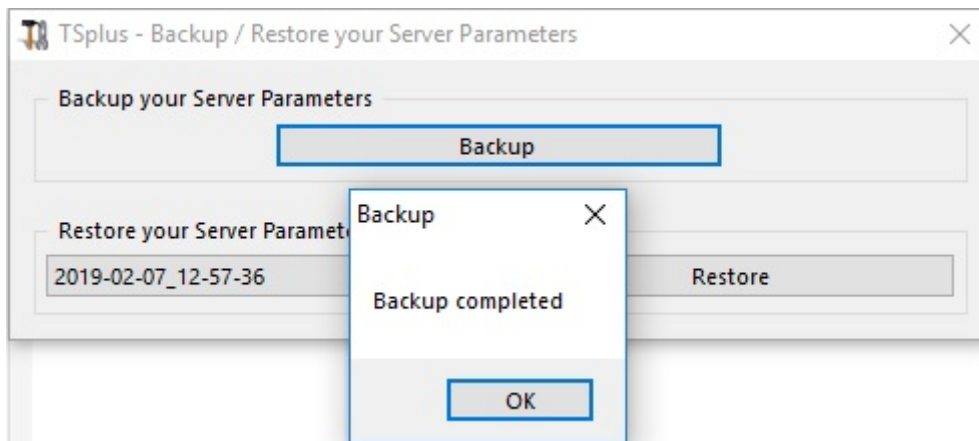 TSplus - Backup / Restore your Server Parameters
Backup your Server Parameters
Backup
Restore your Server
2019-02-07_12-57-36
Restore
Backup
Backup completed
OK